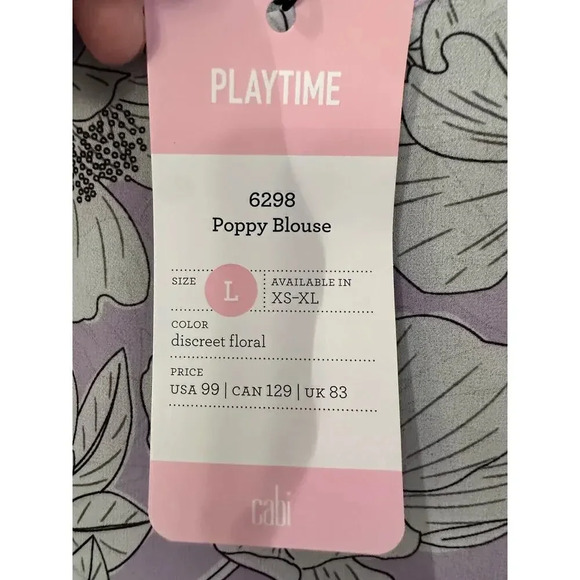 PLAYTIME
6298
Poppy Blouse
SIZE L AVAILABLE IN
XS-XL
COLOR
discreet floral
PRICE
USA 99 | CAN 129 | UK 83
cabi